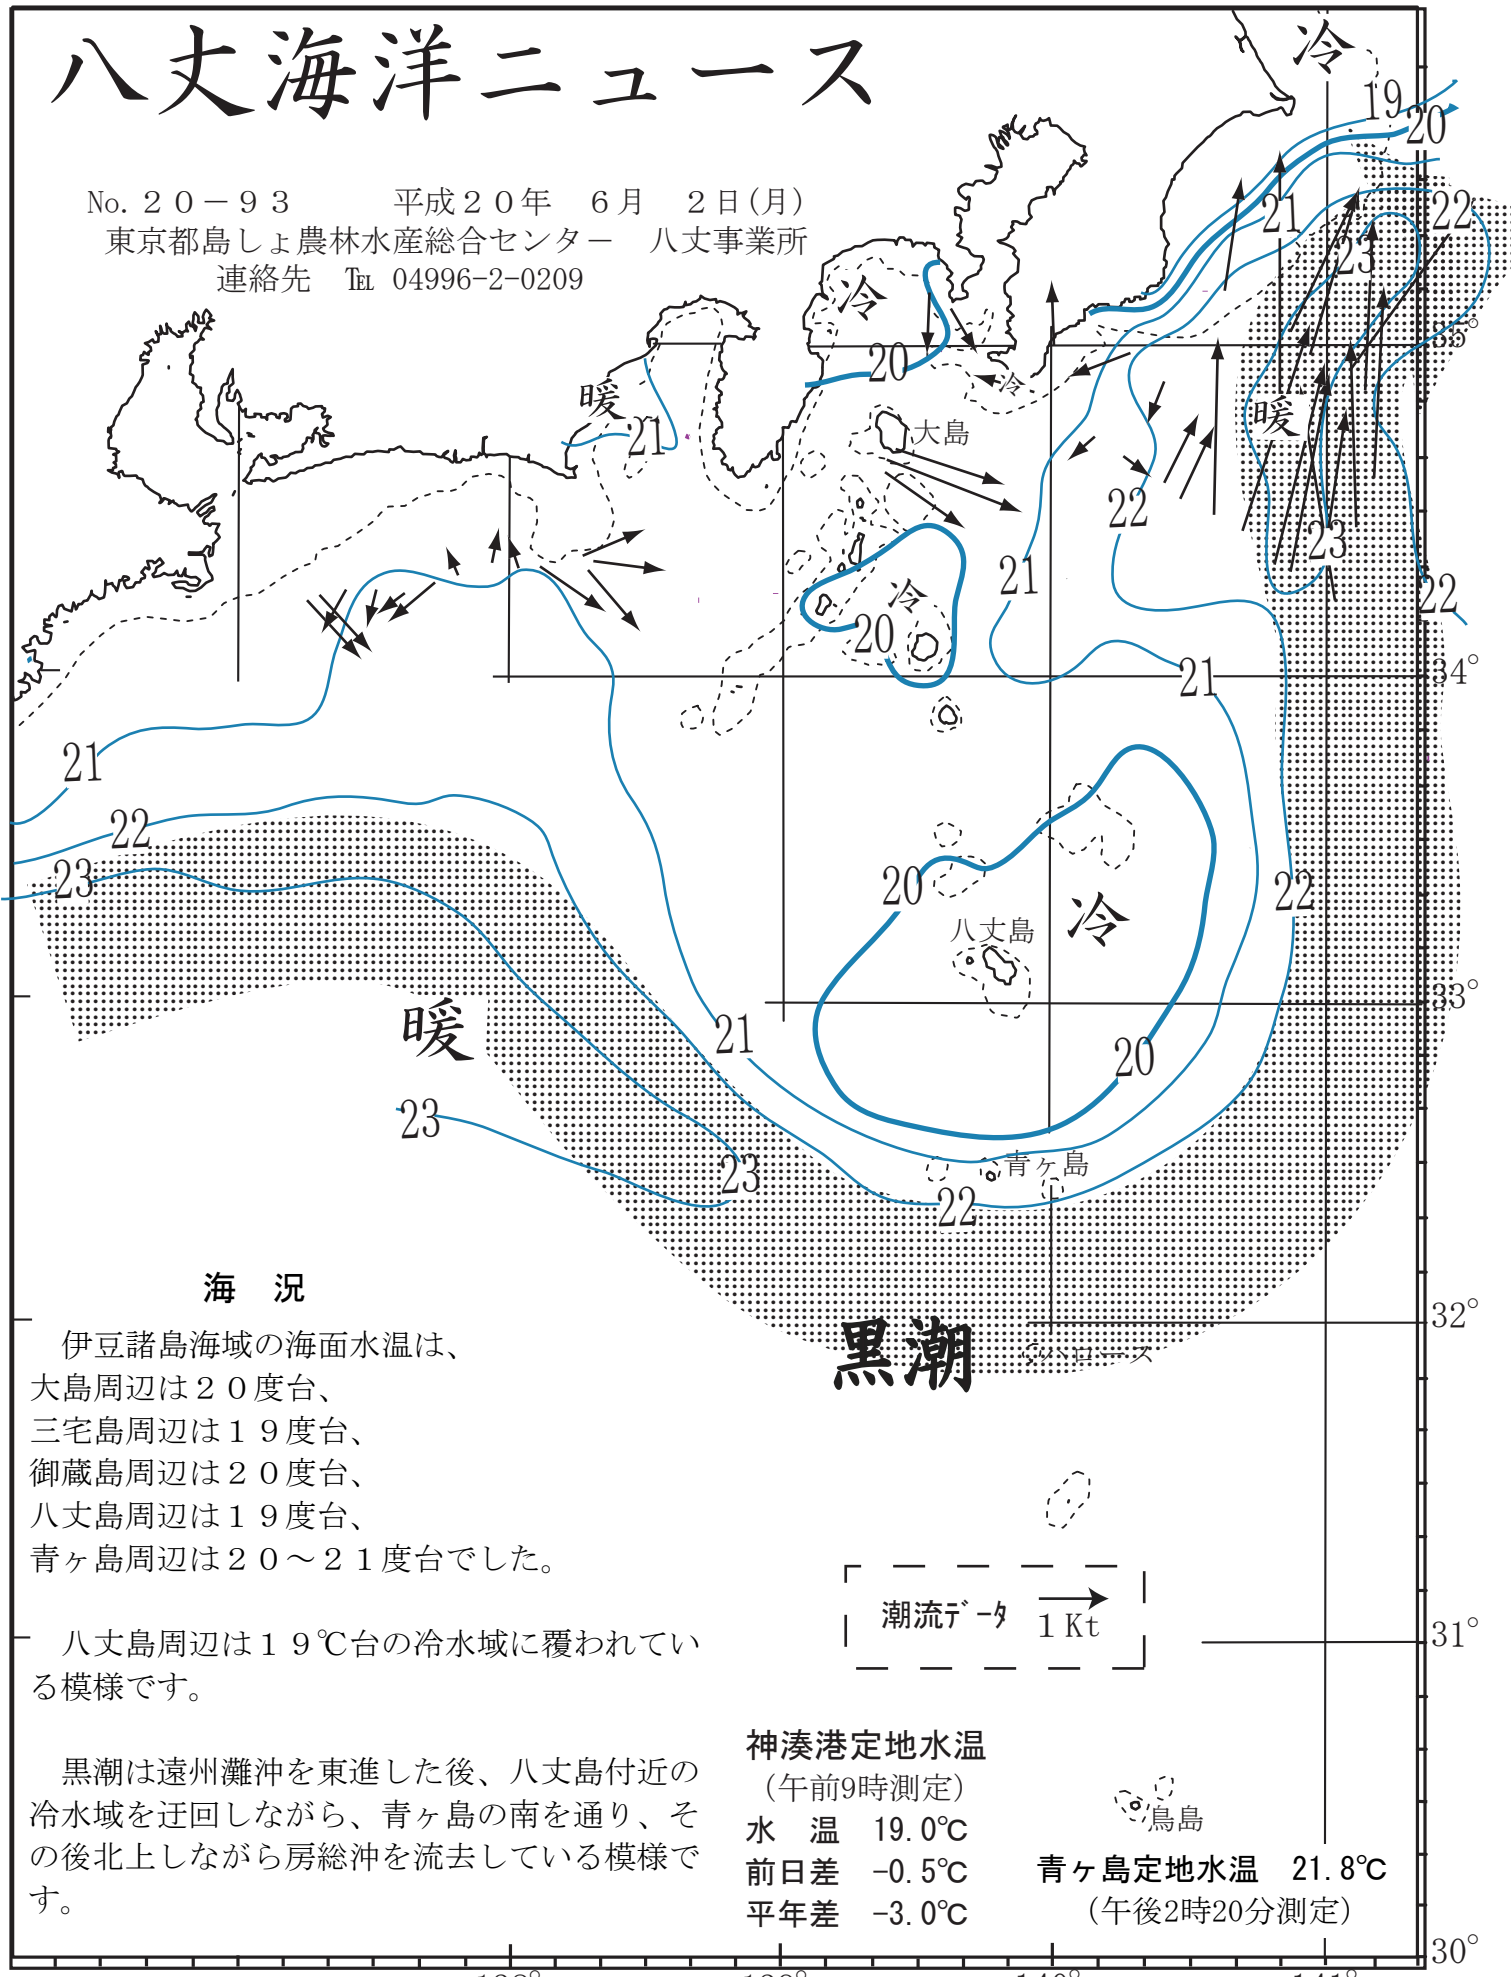 八丈海洋ニュース
No.２０－９３　平成２０年　６月　２日(月)
東京都島しょ農林水産総合センター　八丈事業所
連絡先　℡ 04996-2-0209
冷
19
20
21
22
23
冷
20
35°
暖
21
冷
暖
大島
22
23
21
冷
20
22
21
34°
21
22
23
20
冷
22
八丈島
33°
暖
21
20
23
23
青ヶ島
22
海　況
伊豆諸島海域の海面水温は、
大島周辺は２０度台、
三宅島周辺は１９度台、
御蔵島周辺は２０度台、
八丈島周辺は１９度台、
青ヶ島周辺は２０～２１度台でした。
八丈島周辺は１９℃台の冷水域に覆われてい
る模様です。
黒潮は遠州灘沖を東進した後、八丈島付近の
冷水域を迂回しながら、青ヶ島の南を通り、そ
の後北上しながら房総沖を流去している模様で
す。
黒潮
32°
ベヨネース
潮流ﾃﾞｰﾀ
1 Kt
31°
神湊港定地水温
（午前9時測定）
水　温　19.0℃
前日差　-0.5℃
平年差　-3.0℃
鳥島
青ヶ島定地水温　21.8℃
（午後2時20分測定）
30°
138°
139°
140°
141°